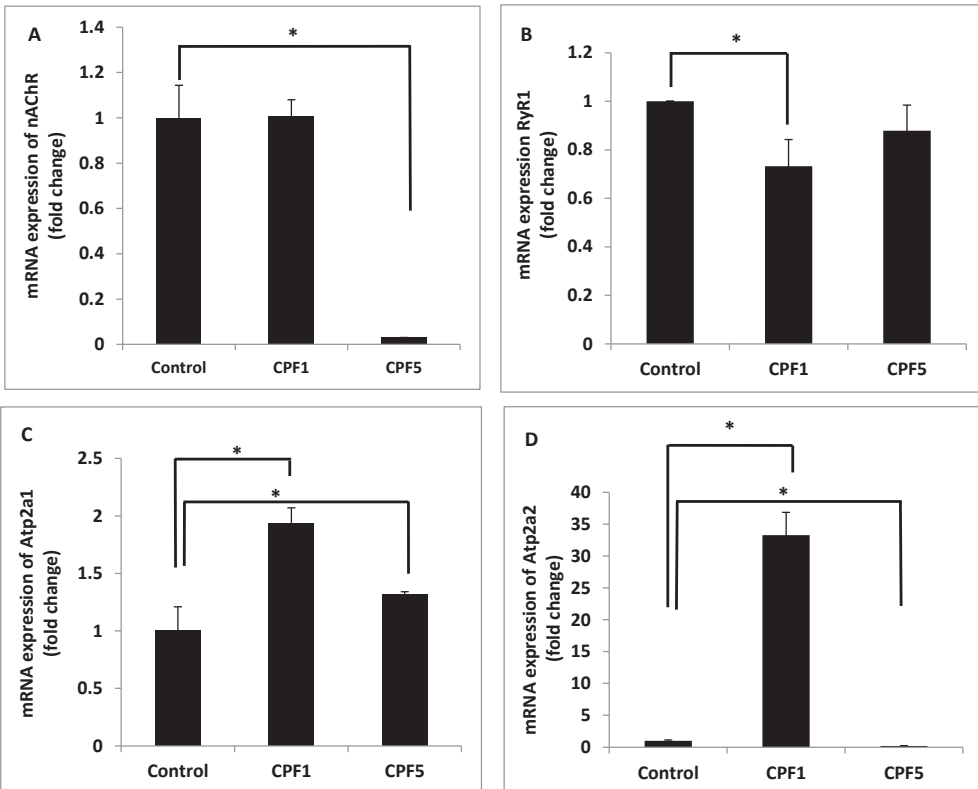 A
*
mRNA expression of nAChR
(fold change)
1.4
1.2
1
0.8
0.6
0.4
0.2
0
Control CPF1 CPF5
B
*
mRNA expression RyR1
(fold change)
1.2
1
0.8
0.6
0.4
0.2
0
Control CPF1 CPF5
C
*
*
mRNA expression of Atp2a1
(fold change)
2.5
2
1.5
1
0.5
0
Control CPF1 CPF5
D
*
*
mRNA expression of Atp2a2
(fold change)
40
35
30
25
20
15
10
5
0
Control CPF1 CPF5